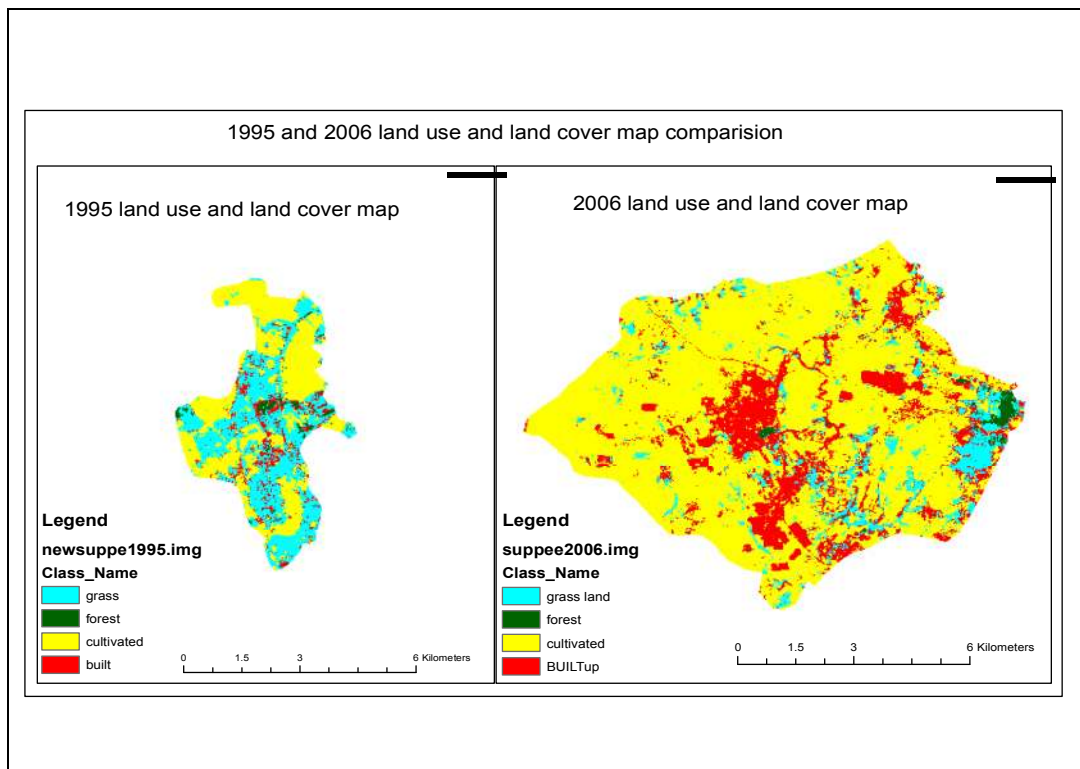 1995 and 2006 land use and land cover map comparision
1995 land use and land cover map
Legend
newsuppe1995.img
Class_Name
grass
forest
cultivated
built
0 1.5 3 6 Kilometers
2006 land use and land cover map
Legend
suppee2006.img
Class_Name
grass land
forest
cultivated
BUILTup
0 1.5 3 6 Kilometers